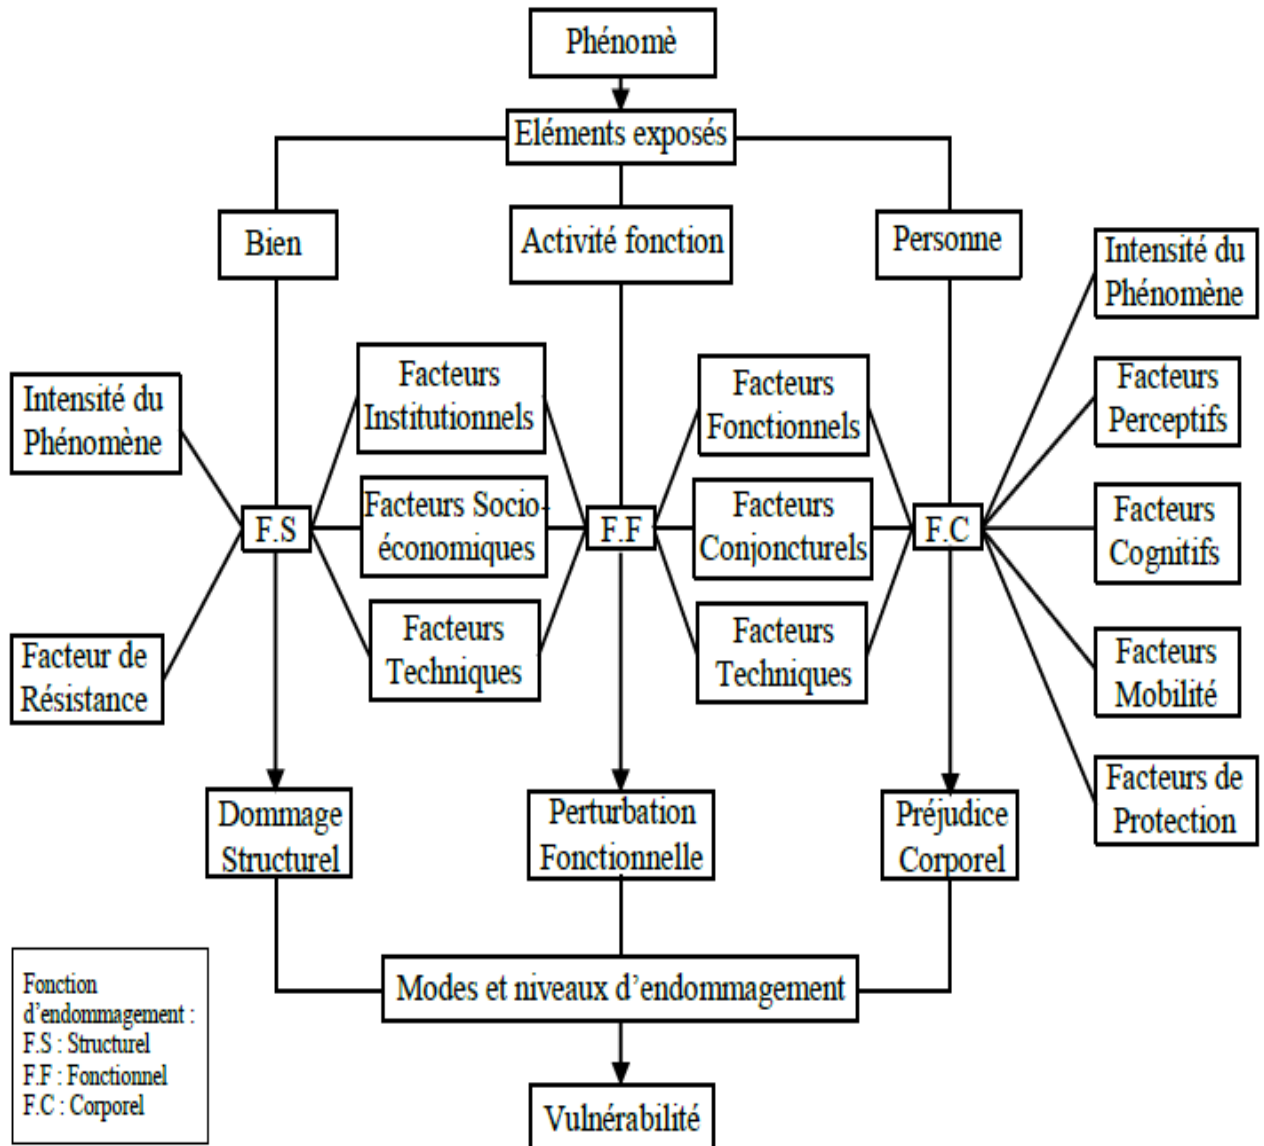 Phénomè
Eléments exposés
Bien
Activité fonction
Personne
Intensité du
Phénomène
Facteur de
Résistance
Facteurs
Institutionnels
Facteurs Socio-
économiques
Facteurs
Techniques
Facteurs
Fonctionnels
Facteurs
Conjoncturels
Facteurs
Techniques
Intensité du
Phénomène
Facteurs
Perceptifs
Facteurs
Cognitifs
Facteurs
Mobilité
Facteurs de
Protection
F.S
F.F
F.C
Dommage
Structurel
Perturbation
Fonctionnelle
Préjudice
Corporel
Modes et niveaux d’endommagement
Vulnérabilité
Fonction
d’endommagement :
F.S : Structurel
F.F : Fonctionnel
F.C : Corporel